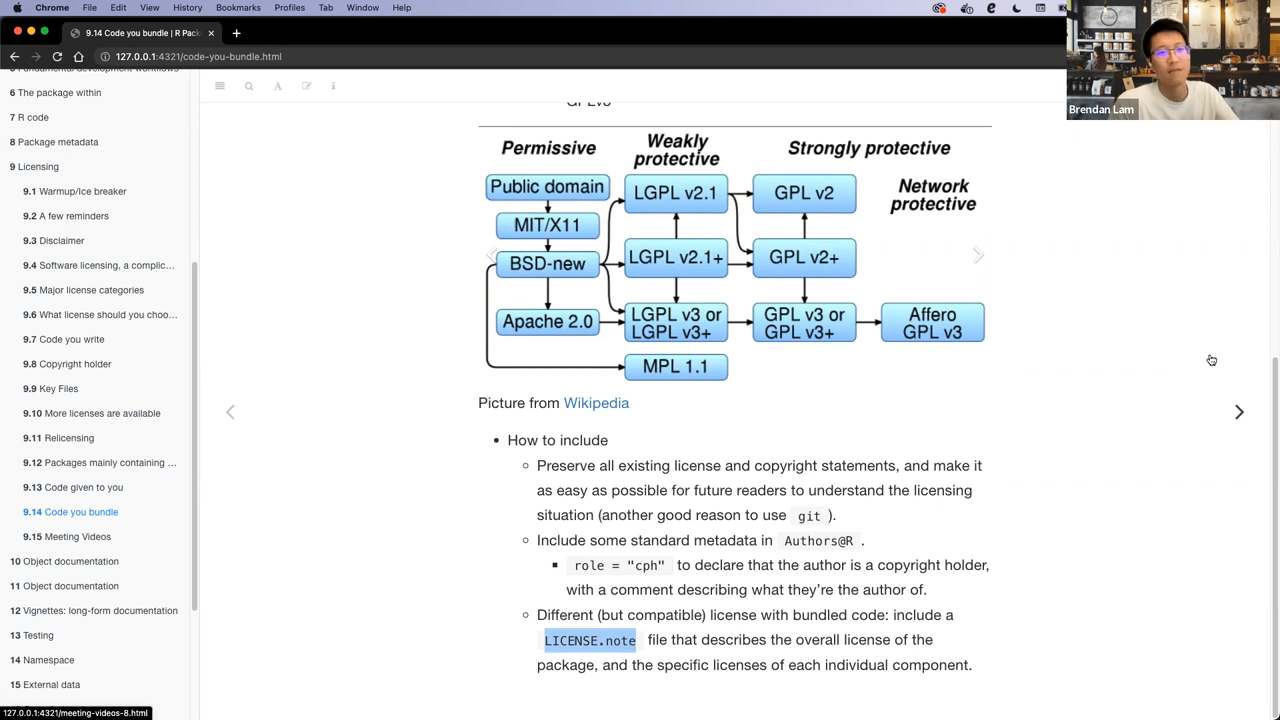 Chrome File Edit View History Bookmarks Profiles Tab Window Help
9.14 Code you bundle | R Pack
127.0.0.1:4321/code-you-bundle.html
Brendan Lam
6 The package within
7 R code
8 Package metadata
9 Licensing
9.1 Warmup/Ice breaker
9.2 A few reminders
9.3 Disclaimer
9.4 Software licensing, a complic…
9.5 Major license categories
9.6 What license should you choo…
9.7 Code you write
9.8 Copyright holder
9.9 Key Files
9.10 More licenses are available
9.11 Relicensing
9.12 Packages mainly containing …
9.13 Code given to you
9.14 Code you bundle
9.15 Meeting Videos
10 Object documentation
11 Object documentation
12 Vignettes: long-form documentation
13 Testing
14 Namespace
15 External data
127.0.0.1:4321/meeting-videos-8.html
Permissive
Weakly
protective
Strongly protective
Network
protective
Public domain
MIT/X11
BSD-new
Apache 2.0
LGPL v2.1
LGPL v2.1+
LGPL v3 or
LGPL v3+
MPL 1.1
GPL v2
GPL v2+
GPL v3 or
GPL v3+
Affero
GPL v3
Picture from Wikipedia
• How to include
Preserve all existing license and copyright statements, and make it
as easy as possible for future readers to understand the licensing
situation (another good reason to use git ).
Include some standard metadata in Authors@R .
role = "cph" to declare that the author is a copyright holder,
with a comment describing what they're the author of.
Different (but compatible) license with bundled code: include a
LICENSE.note file that describes the overall license of the
package, and the specific licenses of each individual component.